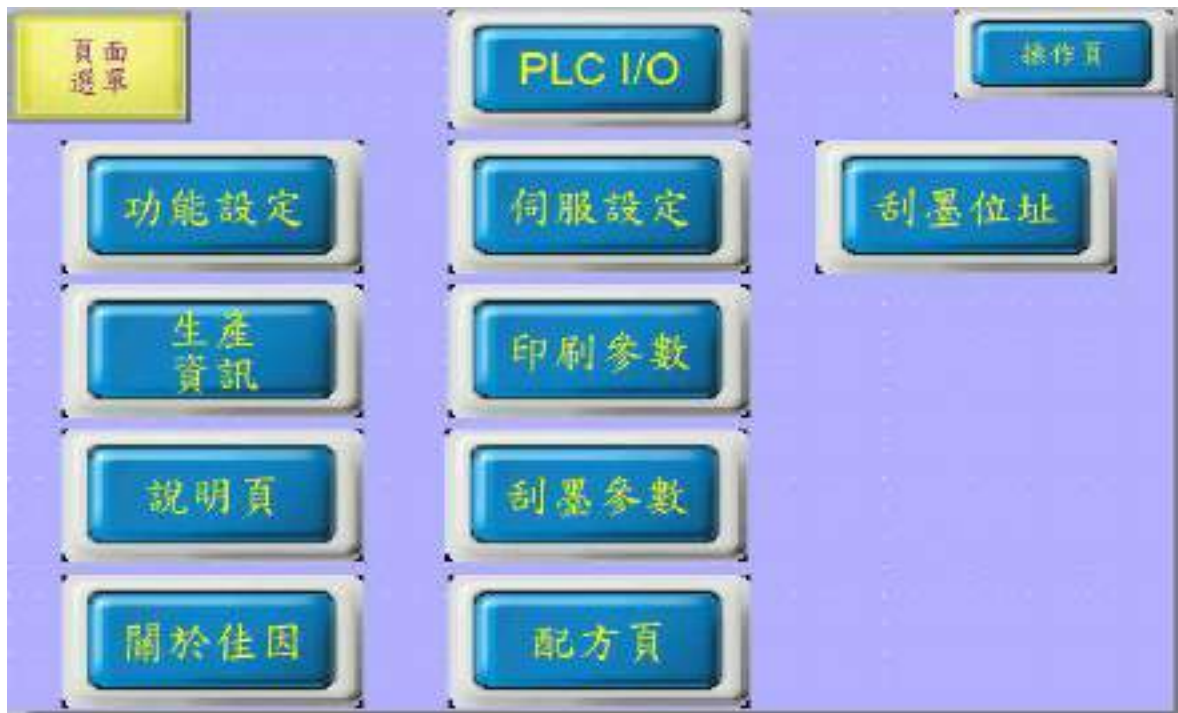 頁面
選單
PLC I/O
操作頁
功能設定
伺服設定
刮墨位址
生產
資訊
印刷參數
說明頁
刮墨參數
關於佳因
配方頁